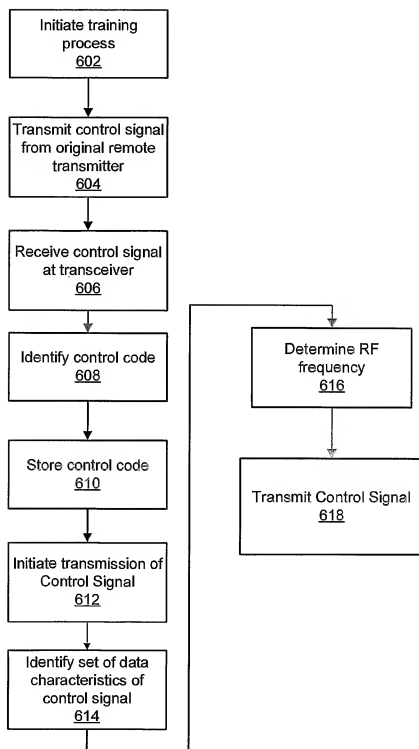 Initiate training
process
602
Transmit control signal
from original remote
transmitter
604
Receive control signal
at transceiver
606
Identify control code
608
Store control code
610
Initiate transmission of
Control Signal
612
Identify set of data
characteristics of
control signal
614
Determine RF
frequency
616
Transmit Control Signal
618